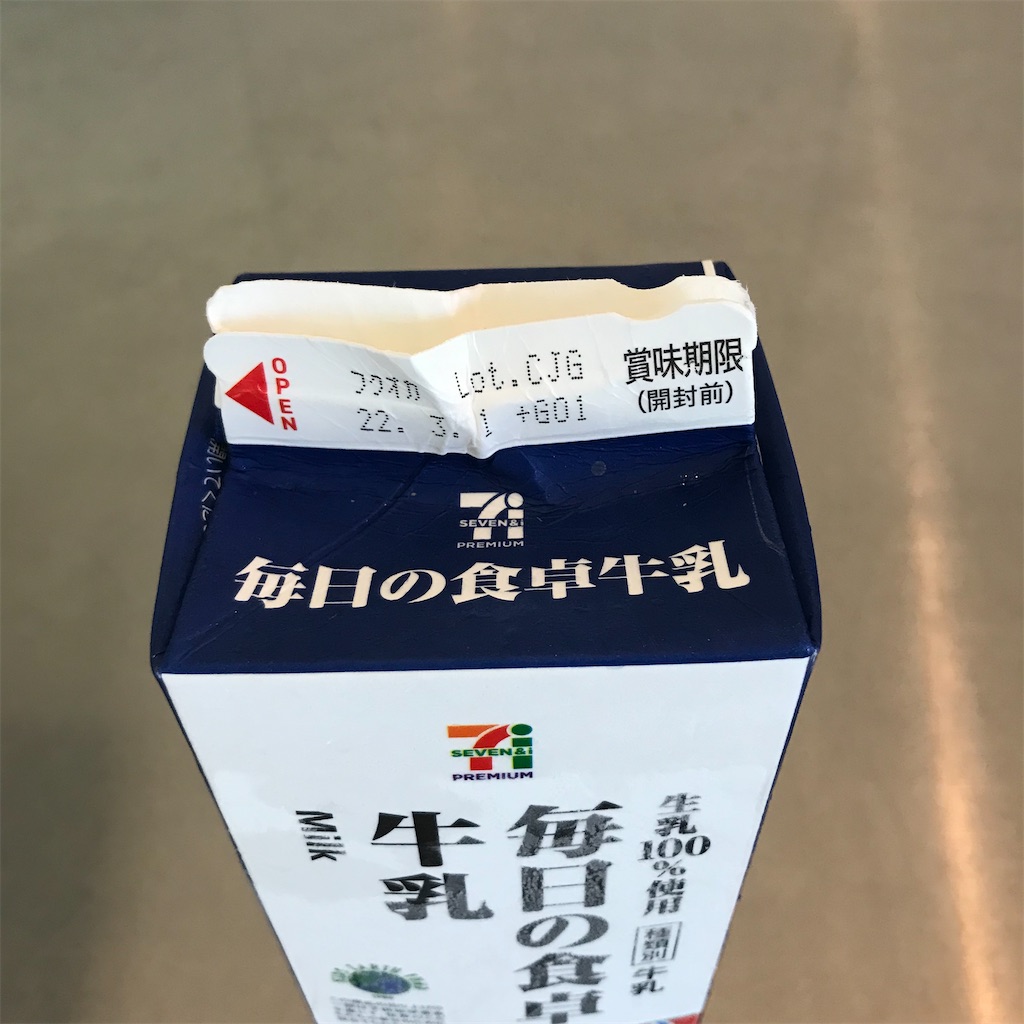 OPEN
フクオカ Lot.CJG
22. 3. 1 +G01
賞味期限
(開封前)
SEVEN&i
PREMIUM
毎日の食卓牛乳
SEVEN&i
PREMIUM
生乳100%使用 種類別 牛乳
毎日の食卓
牛乳
Milk